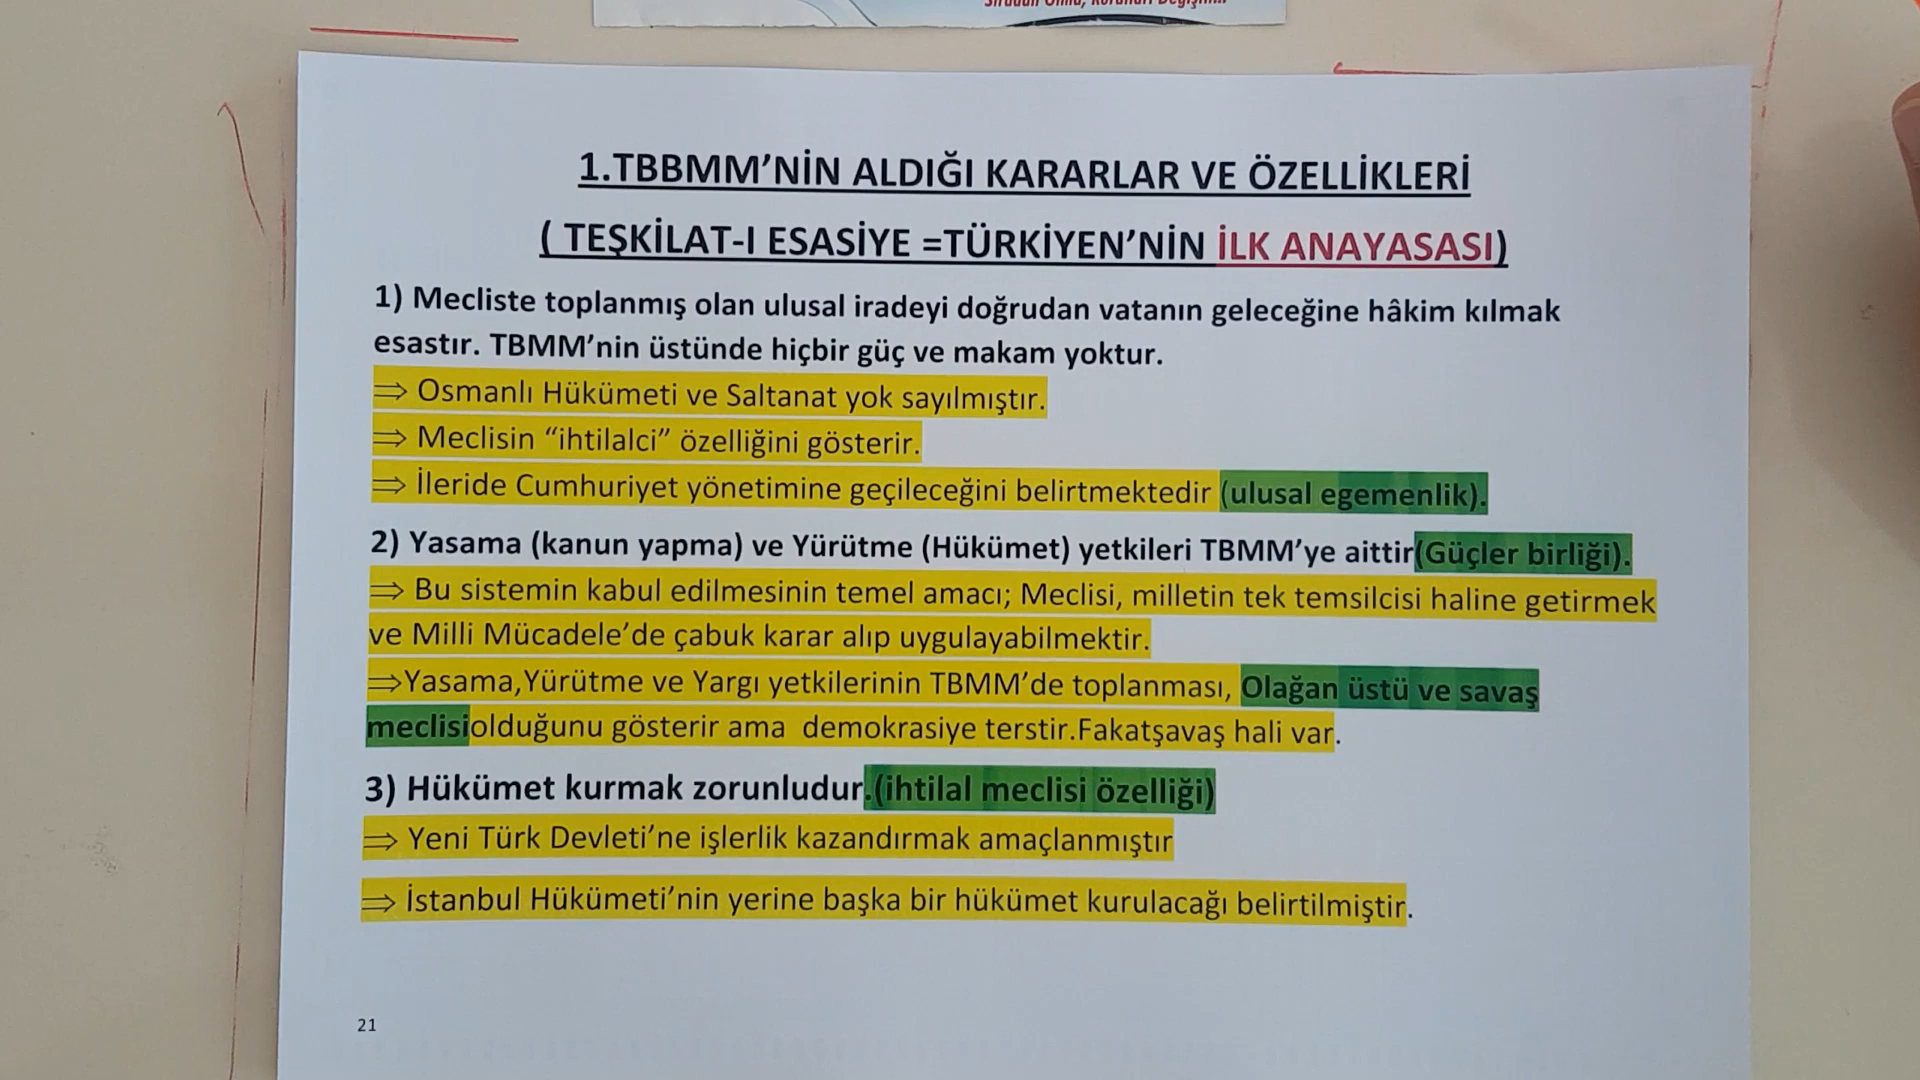 1.TBBMM’NİN ALDIĞI KARARLAR VE ÖZELLİKLERİ
( TEŞKİLAT-I ESASİYE =TÜRKİYEN’NİN İLK ANAYASASI)
1) Mecliste toplanmış olan ulusal iradeyi doğrudan vatanın geleceğine hâkim kılmak
esastır. TBMM’nin üstünde hiçbir güç ve makam yoktur.
⇒ Osmanlı Hükümeti ve Saltanat yok sayılmıştır.
⇒ Meclisin “ihtilalci” özelliğini gösterir.
⇒ İleride Cumhuriyet yönetimine geçileceğini belirtmektedir (ulusal egemenlik).
2) Yasama (kanun yapma) ve Yürütme (Hükümet) yetkileri TBMM’ye aittir(Güçler birliği).
⇒ Bu sistemin kabul edilmesinin temel amacı; Meclisi, milletin tek temsilcisi haline getirmek
ve Milli Mücadele’de çabuk karar alıp uygulayabilmektir.
⇒Yasama,Yürütme ve Yargı yetkilerinin TBMM’de toplanması, Olağan üstü ve savaş
meclisiolduğunu gösterir ama  demokrasiye terstir.Fakatşavaş hali var.
3) Hükümet kurmak zorunludur.(ihtilal meclisi özelliği)
⇒ Yeni Türk Devleti’ne işlerlik kazandırmak amaçlanmıştır
⇒ İstanbul Hükümeti’nin yerine başka bir hükümet kurulacağı belirtilmiştir.
21